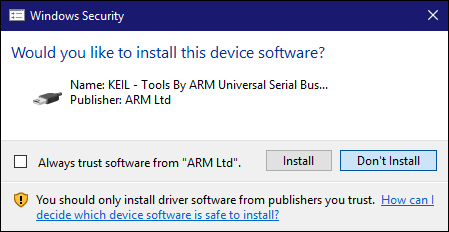 Windows Security
Would you like to install this device software?
Name: KEIL - Tools By ARM Universal Serial Bus...
Publisher: ARM Ltd
Always trust software from "ARM Ltd".
Install
Don't Install
You should only install driver software from publishers you trust. How can I
decide which device software is safe to install?